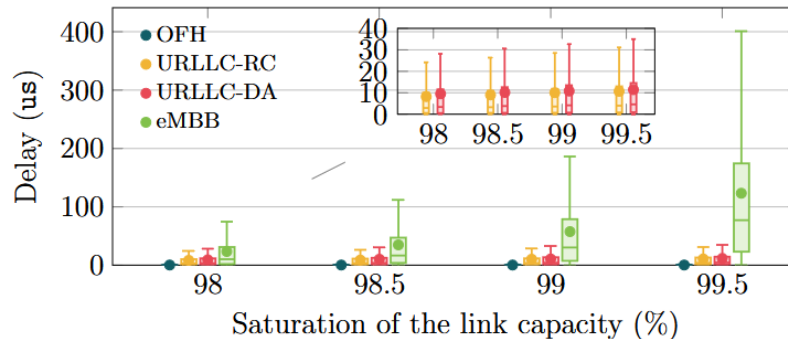 400
300
200
100
0
Delay (us)
OFH
URLLC-RC
URLLC-DA
eMBB
40
30
20
10
0
98 98.5 99 99.5
98 98.5 99 99.5
Saturation of the link capacity (%)